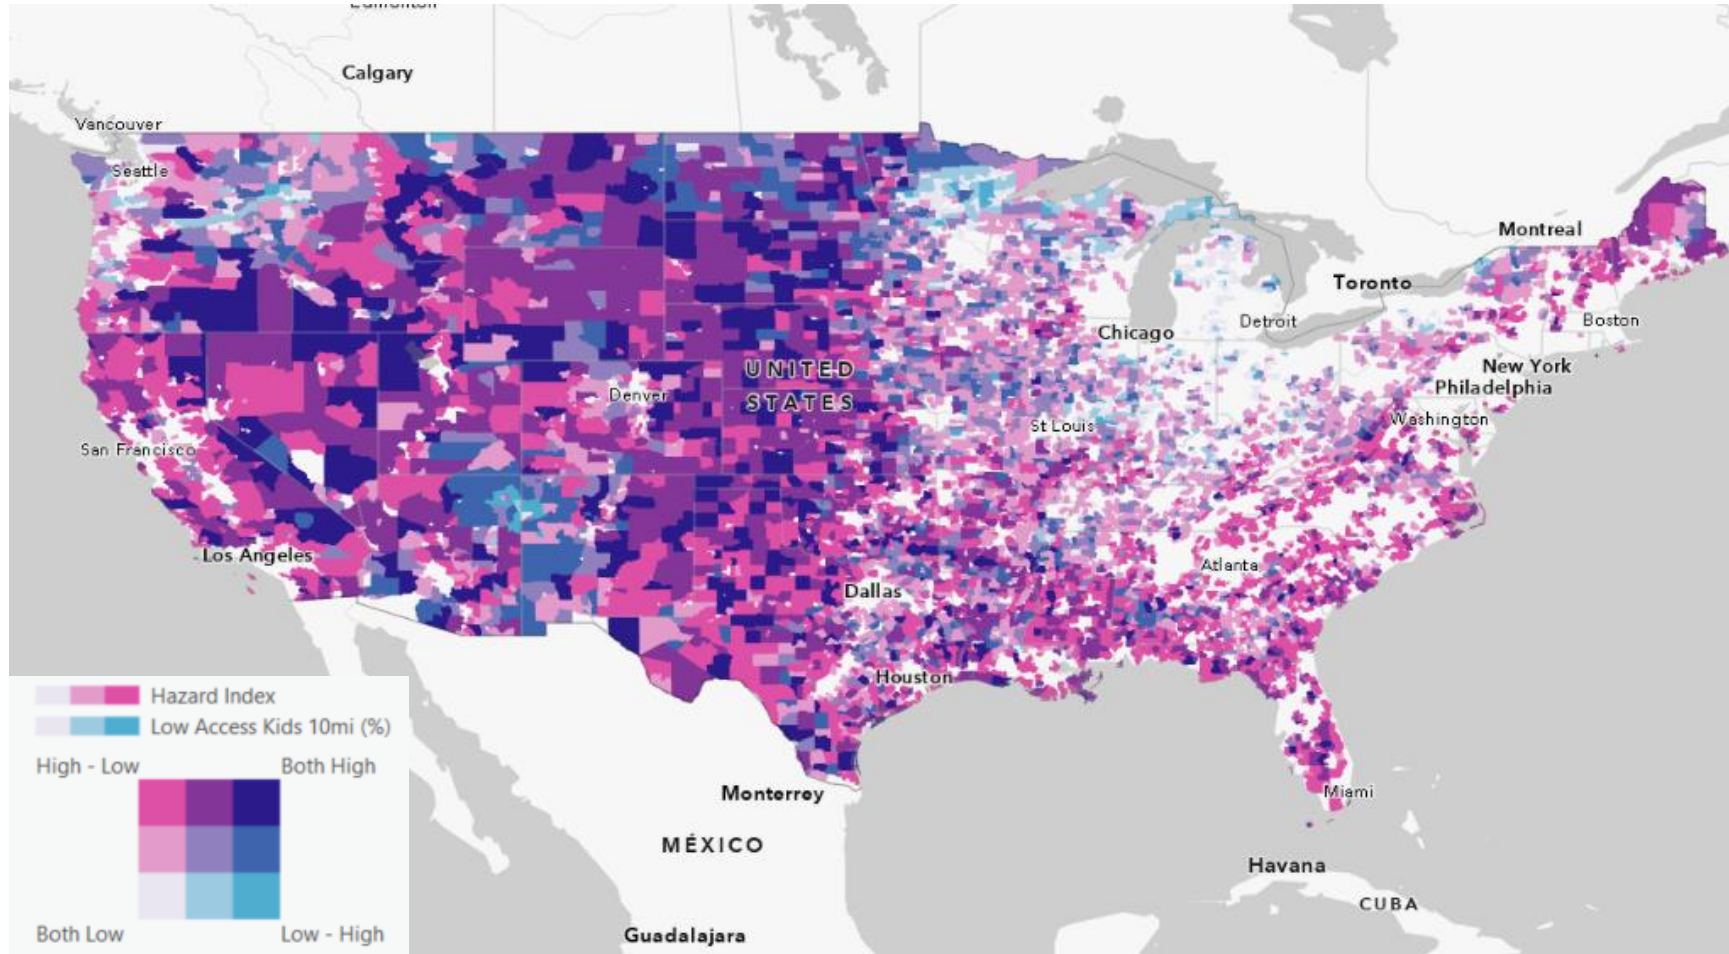 Edmonton
Calgary
Vancouver
Seattle
Montreal
Toronto
Boston
Detroit
Chicago
New York
UNITED
STATES
Denver
Philadelphia
Washington
St Louis
San Francisco
Los Angeles
Atlanta
Dallas
Houston
Hazard Index
Low Access Kids 10mi (%)
High - Low
Both High
Both Low
Low - High
Monterrey
Miami
MÉXICO
Havana
CUBA
Guadalajara